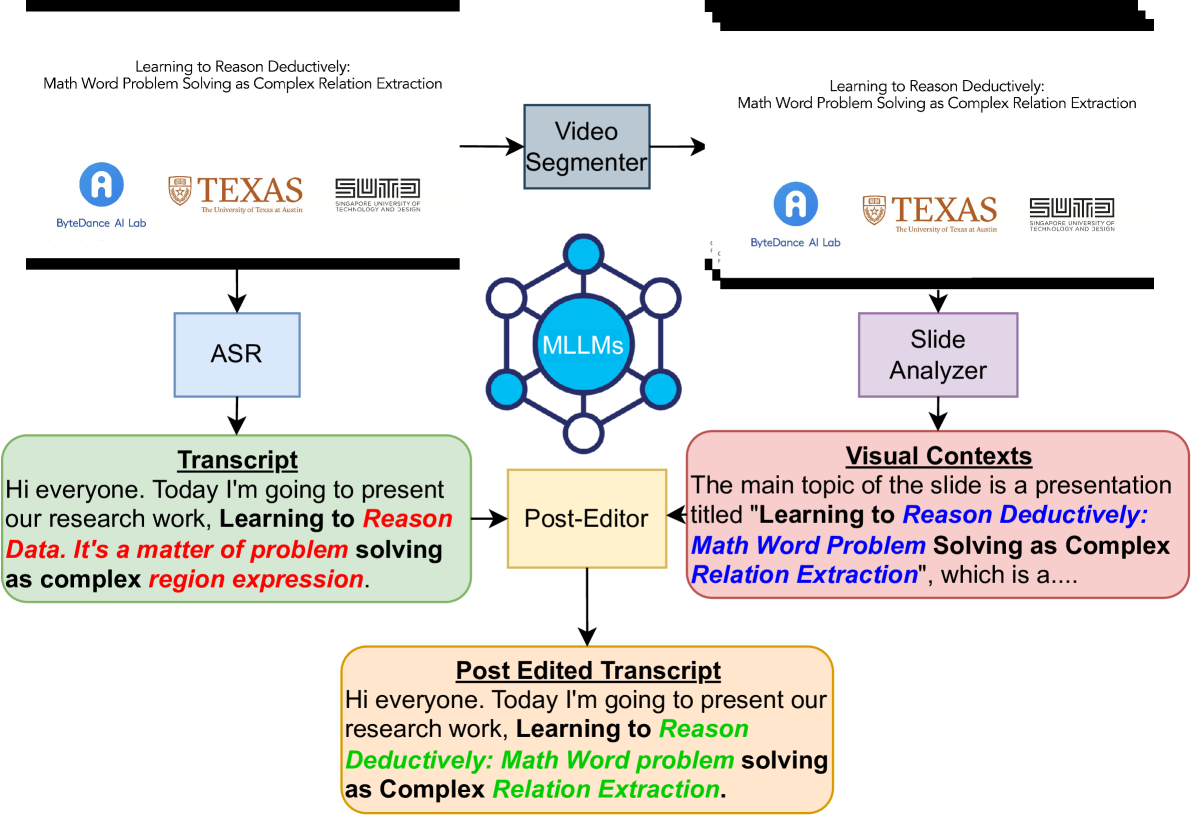 Learning to Reason Deductively:
Math Word Problem Solving as Complex Relation Extraction
ByteDance AI Lab
TEXAS
The University of Texas at Austin
SUTD
SINGAPORE UNIVERSITY OF
TECHNOLOGY AND DESIGN
Video
Segmenter
Learning to Reason Deductively:
Math Word Problem Solving as Complex Relation Extraction
ByteDance AI Lab
TEXAS
The University of Texas at Austin
SUTD
SINGAPORE UNIVERSITY OF
TECHNOLOGY AND DESIGN
ASR
MLLMs
Slide
Analyzer
Transcript
Hi everyone. Today I'm going to present
our research work, Learning to Reason
Data. It's a matter of problem solving
as complex region expression.
Post-Editor
Visual Contexts
The main topic of the slide is a presentation
titled "Learning to Reason Deductively:
Math Word Problem Solving as Complex
Relation Extraction", which is a....
Post Edited Transcript
Hi everyone. Today I'm going to present our
research work, Learning to Reason
Deductively: Math Word problem solving
as Complex Relation Extraction.